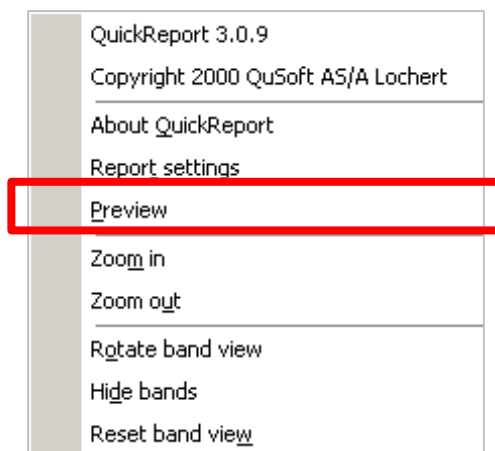 QuickReport 3.0.9
Copyright 2000 QuSoft AS/A Lochert
About QuickReport
Report settings
Preview
Zoom in
Zoom out
Rotate band view
Hide bands
Reset band view